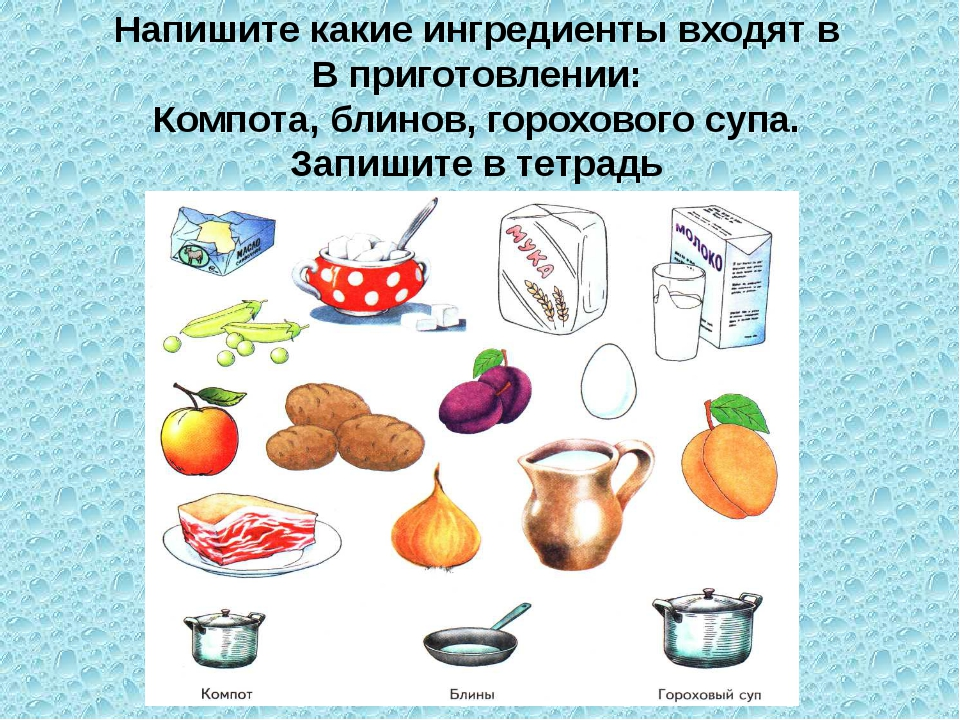 Напишите какие ингредиенты входят в
В приготовлении:
Компота, блинов, горохового супа.
Запишите в тетрадь
МАСЛО
МУКА
МОЛОКО
Компот
Блины
Гороховый суп